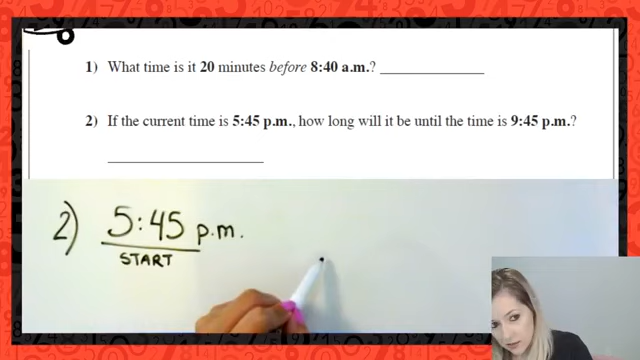 1) What time is it 20 minutes before 8:40 a.m.? ______________
2) If the current time is 5:45 p.m., how long will it be until the time is 9:45 p.m.?
_____________________
2) 5:45 p.m.
START